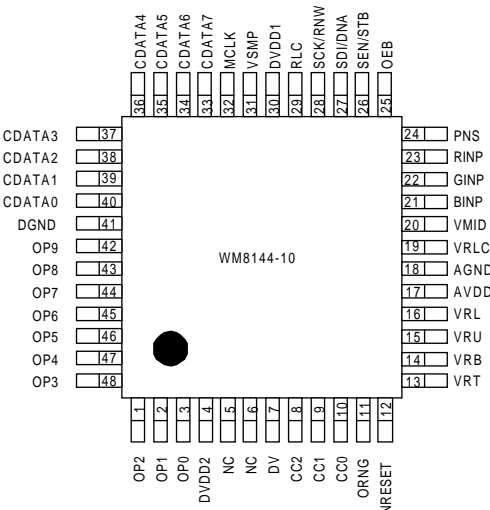 CDATA4 CDATA5 CDATA6 CDATA7 MCLK VSMP DVDD1 RLC SCK/RNW SDI/DNA SEN/STB OEB
36 35 34 33 32 31 30 29 28 27 26 25
CDATA3 37 24 PNS
CDATA2 38 23 RINP
CDATA1 39 22 GINP
CDATA0 40 21 BINP
DGND 41 20 VMID
OP9 42 19 VRLC
OP8 43 18 AGND
OP7 44 17 AVDD
OP6 45 16 VRL
OP5 46 15 VRU
OP4 47 14 VRB
OP3 48 13 VRT
WM8144-10
1 2 3 4 5 6 7 8 9 10 11 12
OP2 OP1 OP0 DVDD2 NC NC DV CC2 CC1 CC0 ORNG NRESET